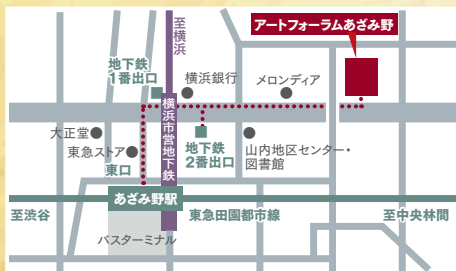 至横浜
アートフォーラムあざみ野
地下鉄
1番出口
横浜銀行
メロンディア
横浜市営地下鉄
大正堂
東急ストア
東口
地下鉄
2番出口
山内地区センター・
図書館
あざみ野駅
至渋谷
東急田園都市線
至中央林間
バスターミナル